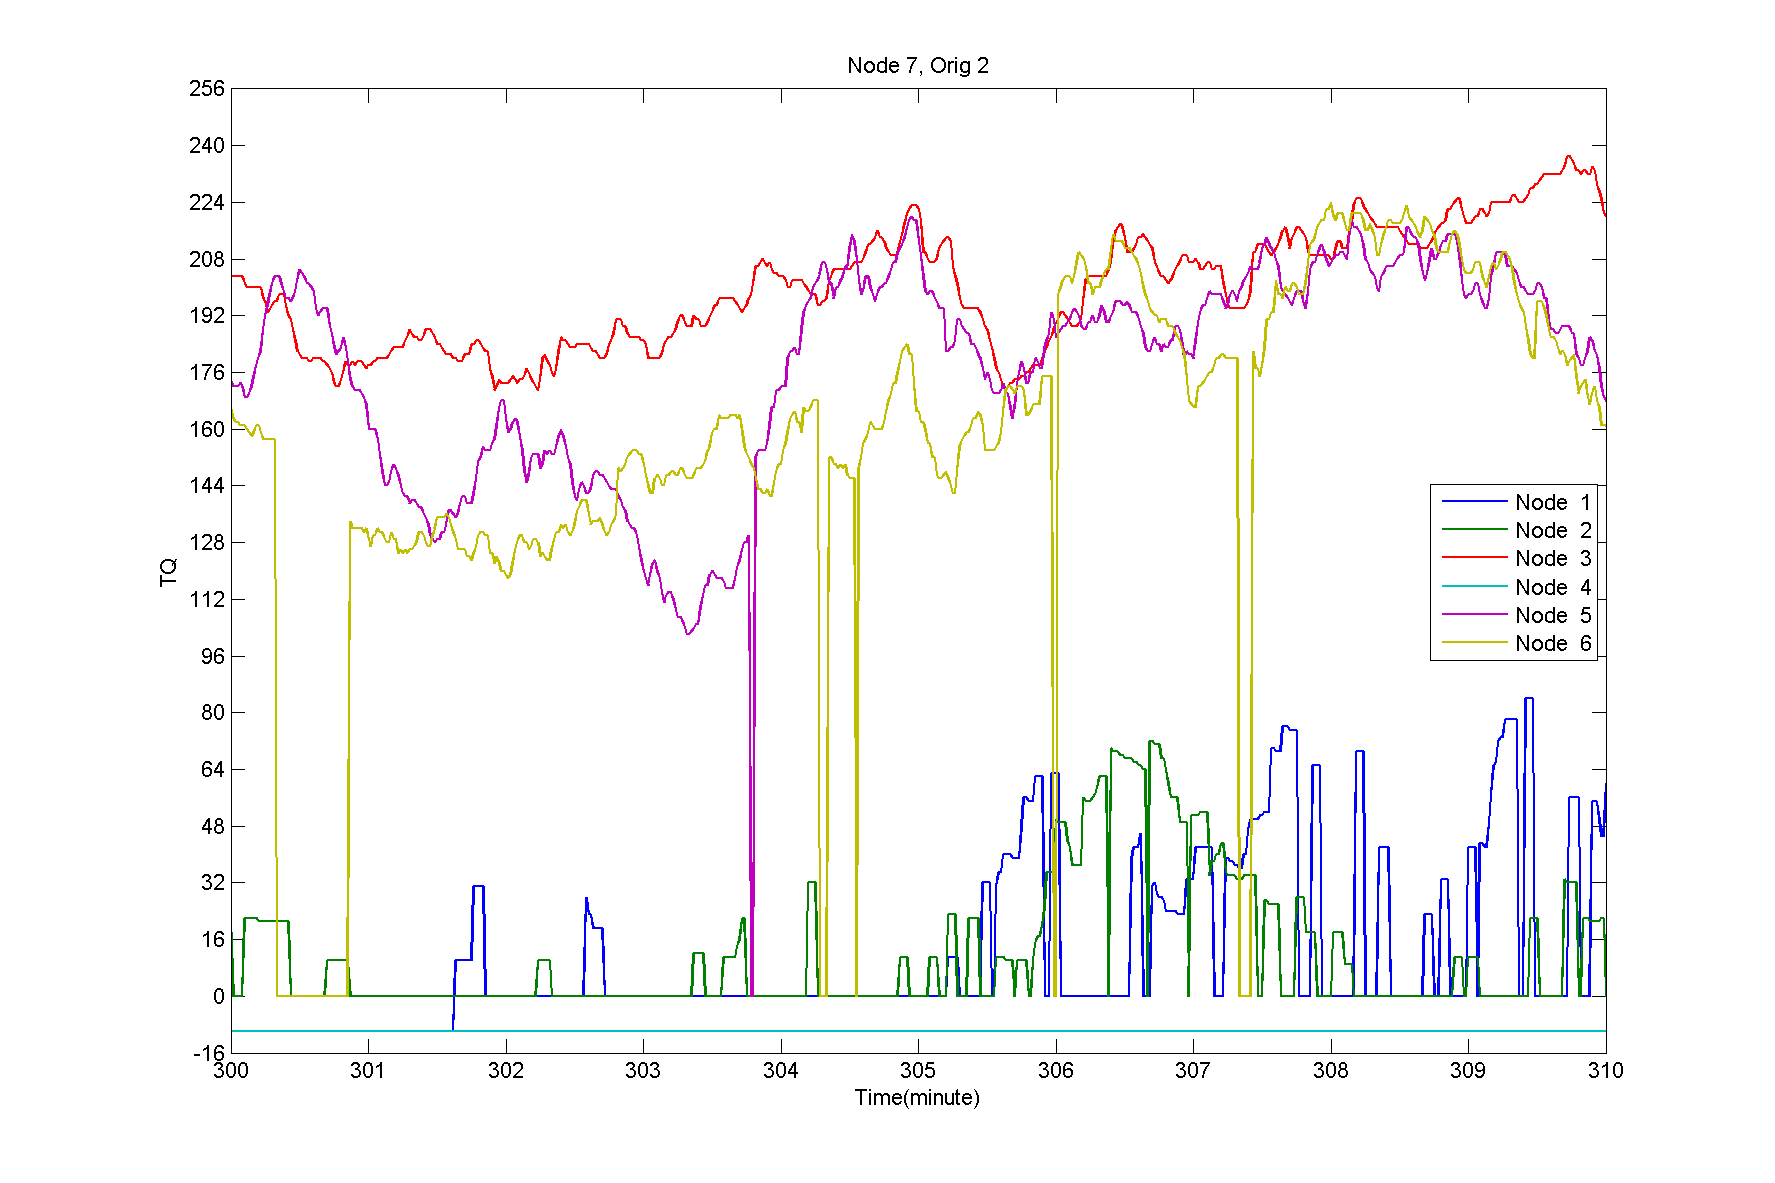 Node 7, Orig 2
256
240
224
208
192
176
160
144
128
112
96
80
64
48
32
16
0
-16
TQ
Node 1
Node 2
Node 3
Node 4
Node 5
Node 6
300 301 302 303 304 305 306 307 308 309 310
Time(minute)